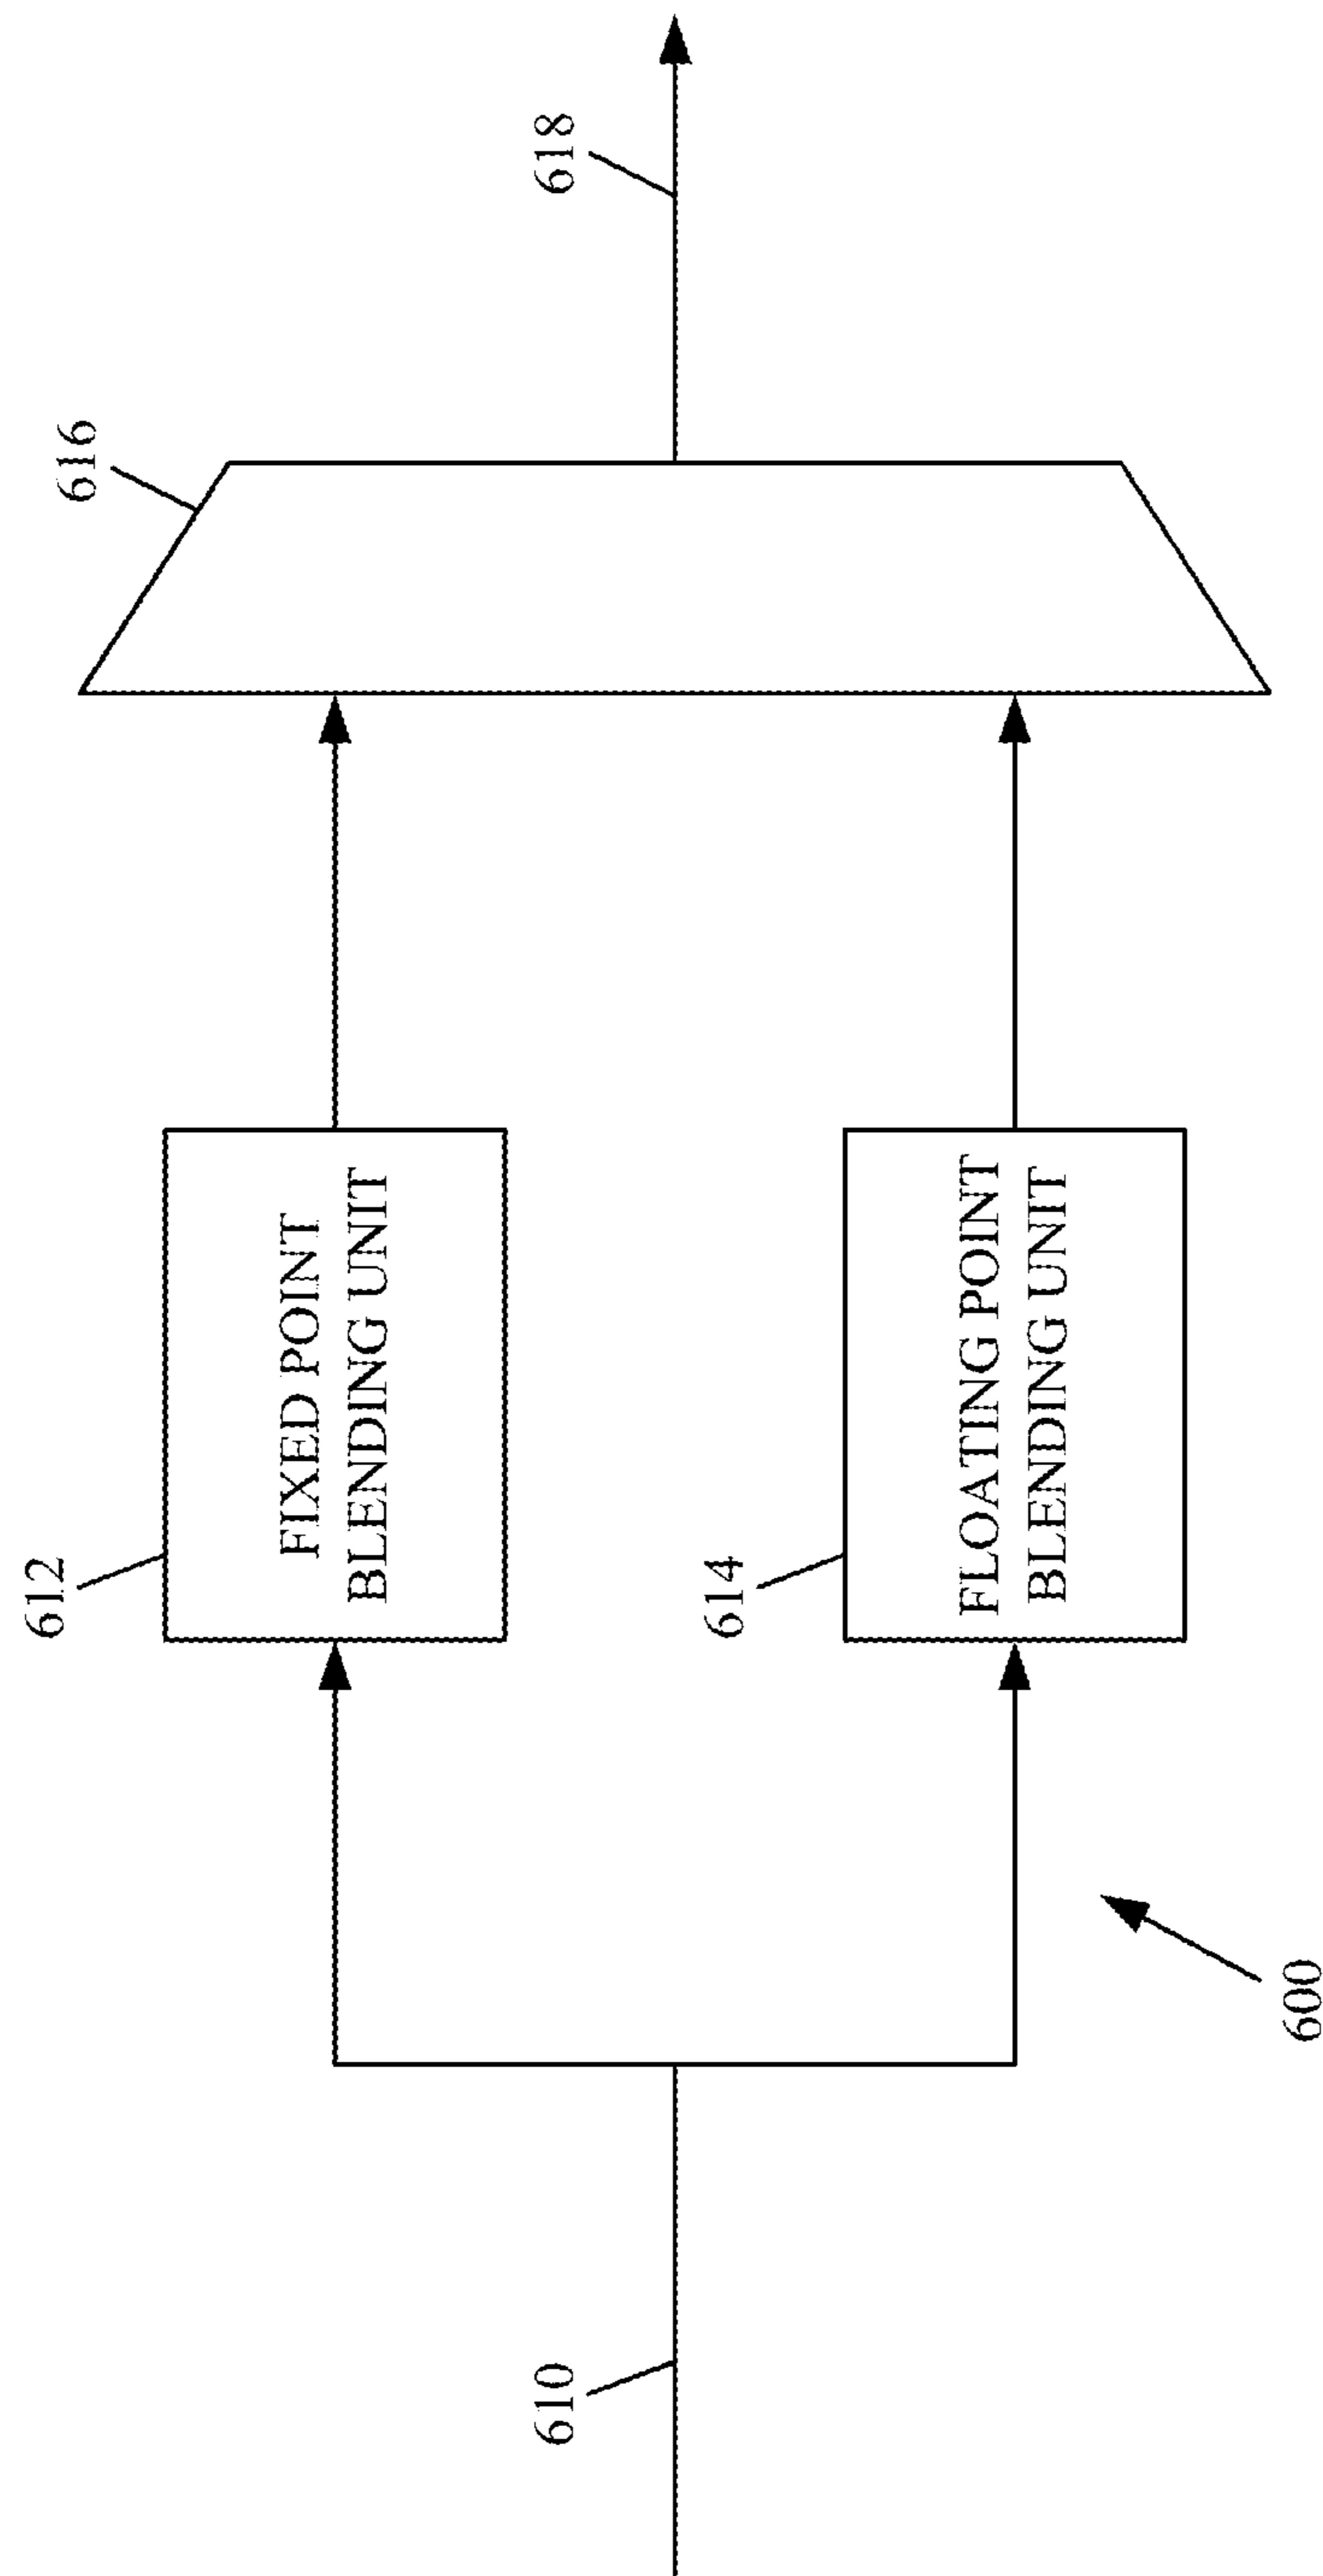 616
618
612
FIXED POINT
BLENDING UNIT
610
614
FLOATING POINT
BLENDING UNIT
600